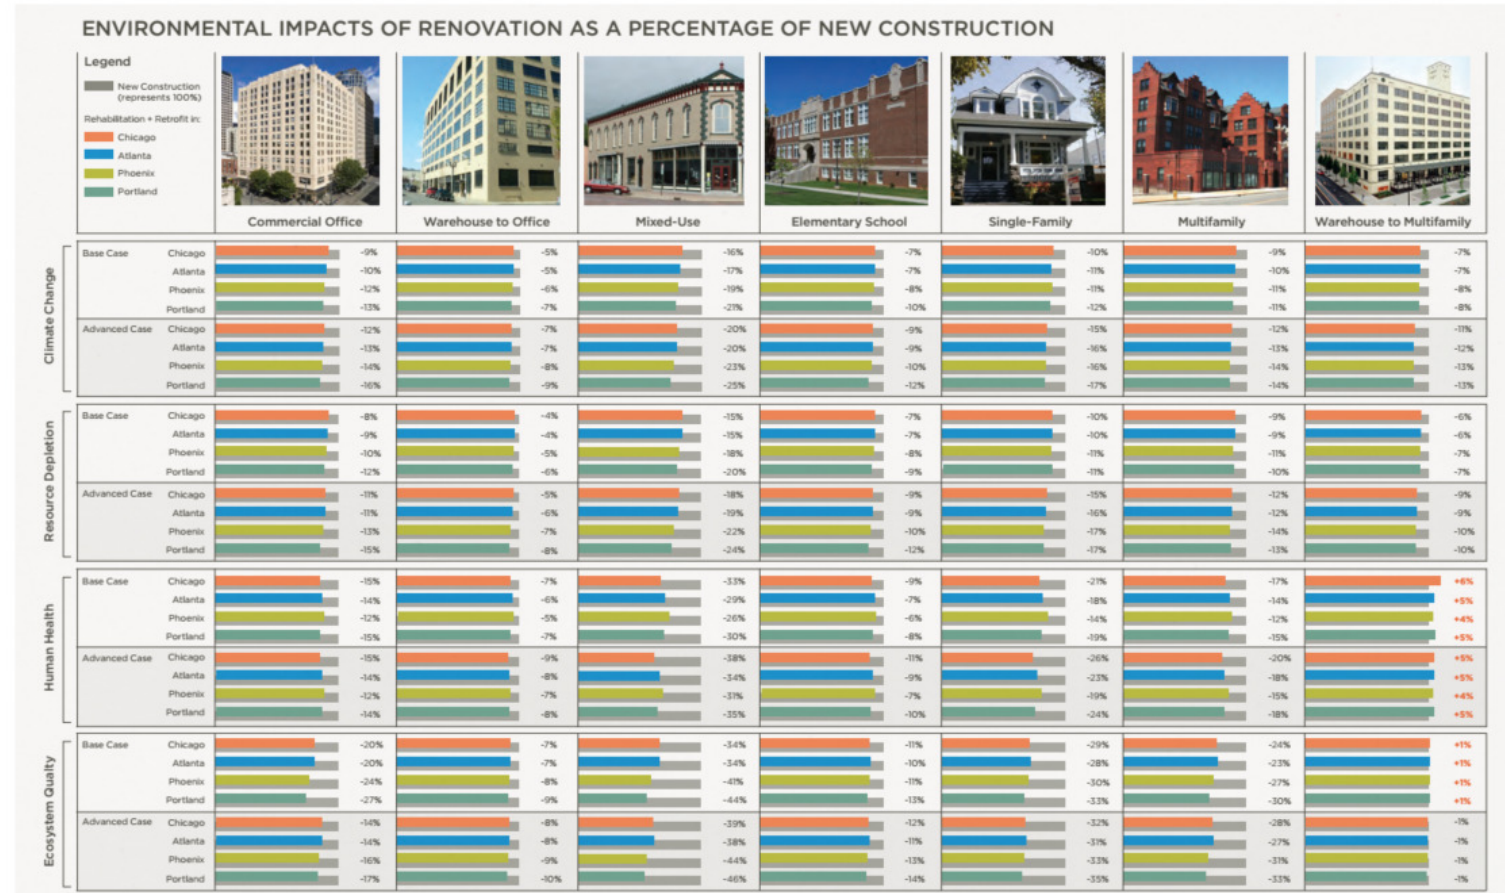 ENVIRONMENTAL IMPACTS OF RENOVATION AS A PERCENTAGE OF NEW CONSTRUCTION
Legend
New Construction
(represents 100%)
Rehabilitation + Retrofit in:
Chicago
Atlanta
Phoenix
Portland
Commercial Office Warehouse to Office Mixed-Use Elementary School Single-Family Multifamily Warehouse to Multifamily
Climate Change
Base Case Chicago -9% -5% -16% -7% -10% -9% -7%
Atlanta -10% -5% -17% -7% -11% -10% -7%
Phoenix -12% -6% -19% -8% -11% -11% -8%
Portland -13% -7% -21% -10% -12% -11% -8%
Advanced Case Chicago -12% -7% -20% -9% -15% -12% -11%
Atlanta -13% -7% -20% -9% -16% -13% -12%
Phoenix -14% -8% -23% -10% -16% -14% -13%
Portland -16% -9% -25% -12% -17% -14% -13%
Resource Depletion
Base Case Chicago -8% -4% -15% -7% -10% -9% -6%
Atlanta -9% -4% -15% -7% -10% -9% -6%
Phoenix -10% -5% -18% -8% -11% -11% -7%
Portland -12% -6% -20% -9% -11% -10% -7%
Advanced Case Chicago -11% -5% -18% -9% -15% -12% -9%
Atlanta -11% -6% -19% -9% -16% -12% -9%
Phoenix -13% -7% -22% -10% -17% -14% -10%
Portland -15% -8% -24% -12% -17% -13% -10%
Human Health
Base Case Chicago -15% -7% -33% -9% -21% -17% +6%
Atlanta -14% -6% -29% -7% -18% -14% +5%
Phoenix -12% -5% -26% -6% -14% -12% +4%
Portland -15% -7% -30% -8% -19% -15% +5%
Advanced Case Chicago -15% -9% -38% -11% -26% -20% +5%
Atlanta -14% -8% -34% -9% -23% -18% +5%
Phoenix -12% -7% -31% -7% -19% -15% +4%
Portland -14% -8% -35% -10% -24% -18% +5%
Ecosystem Qualty
Base Case Chicago -20% -7% -34% -11% -29% -24% +1%
Atlanta -20% -7% -34% -10% -28% -23% +1%
Phoenix -24% -8% -41% -11% -30% -27% +1%
Portland -27% -9% -44% -13% -33% -30% +1%
Advanced Case Chicago -14% -8% -39% -12% -32% -28% -1%
Atlanta -14% -8% -38% -11% -31% -27% -1%
Phoenix -16% -9% -44% -13% -33% -31% -1%
Portland -17% -10% -46% -14% -35% -33% -1%